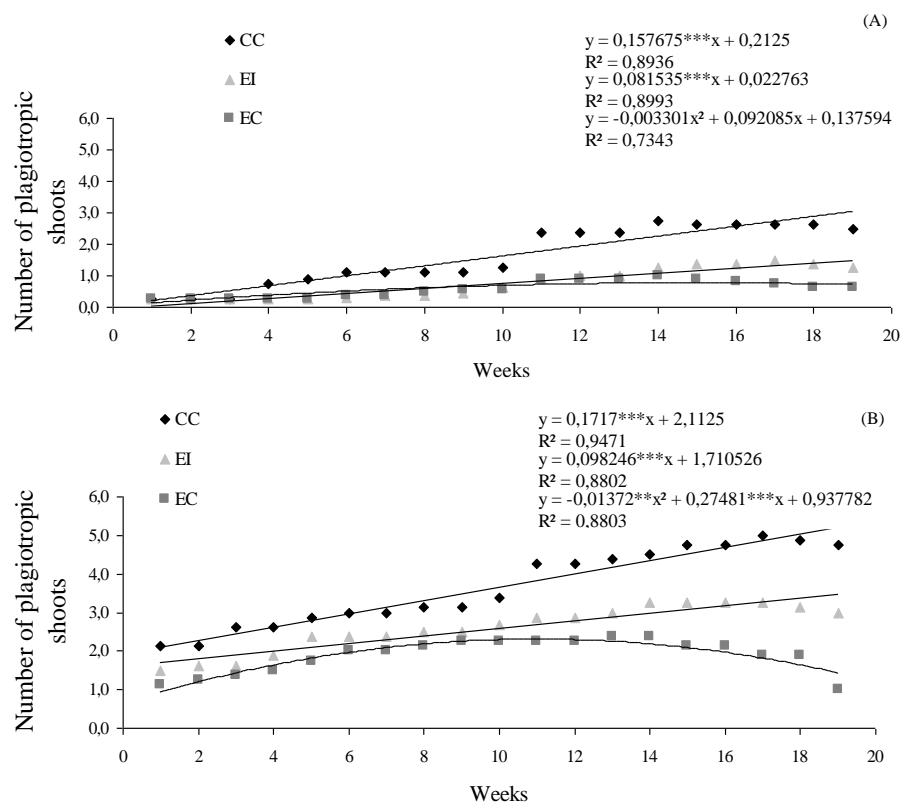 (A)
CC
y = 0,157675***x + 0,2125
R² = 0,8936
EI
y = 0,081535***x + 0,022763
R² = 0,8993
EC
y = -0,003301x² + 0,092085x + 0,137594
R² = 0,7343
Number of plagiotropic
shoots
6,0
5,0
4,0
3,0
2,0
1,0
0,0
0 2 4 6 8 10 12 14 16 18 20
Weeks
(B)
CC
y = 0,1717***x + 2,1125
R² = 0,9471
EI
y = 0,098246***x + 1,710526
R² = 0,8802
EC
y = -0,01372**x² + 0,27481***x + 0,937782
R² = 0,8803
Number of plagiotropic
shoots
6,0
5,0
4,0
3,0
2,0
1,0
0,0
0 2 4 6 8 10 12 14 16 18 20
Weeks